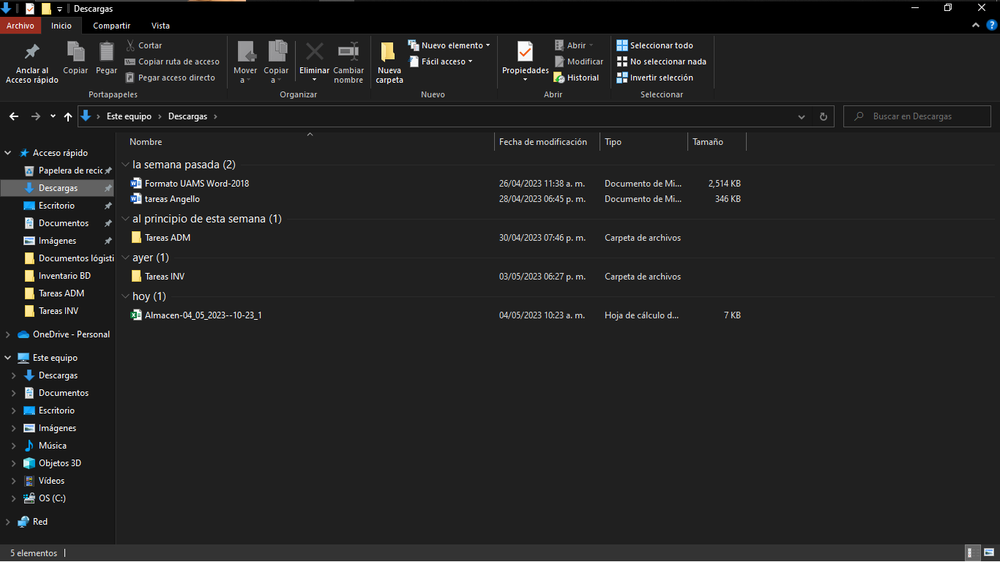 Descargas
Archivo Inicio Compartir Vista
Anclar al Acceso rápido
Copiar
Pegar
Cortar
Copiar ruta de acceso
Pegar acceso directo
Portapapeles
Mover a
Copiar a
Eliminar
Cambiar nombre
Organizar
Nueva carpeta
Nuevo elemento
Fácil acceso
Nuevo
Propiedades
Abrir
Modificar
Historial
Abrir
Seleccionar todo
No seleccionar nada
Invertir selección
Seleccionar
Este equipo Descargas
Buscar en Descargas
Acceso rápido
Papelera de recic
Descargas
Escritorio
Documentos
Imágenes
Documentos lógisti
Inventario BD
Tareas ADM
Tareas INV
OneDrive - Personal
Este equipo
Descargas
Documentos
Escritorio
Imágenes
Música
Objetos 3D
Vídeos
OS (C:)
Red
Nombre Fecha de modificación Tipo Tamaño
la semana pasada (2)
Formato UAMS Word-2018 26/04/2023 11:38 a. m. Documento de Mi... 2,514 KB
tareas Angello 28/04/2023 06:45 p. m. Documento de Mi... 346 KB
al principio de esta semana (1)
Tareas ADM 30/04/2023 07:46 p. m. Carpeta de archivos
ayer (1)
Tareas INV 03/05/2023 06:27 p. m. Carpeta de archivos
hoy (1)
Almacen-04_05_2023--10-23_1 04/05/2023 10:23 a. m. Hoja de cálculo d... 7 KB
5 elementos